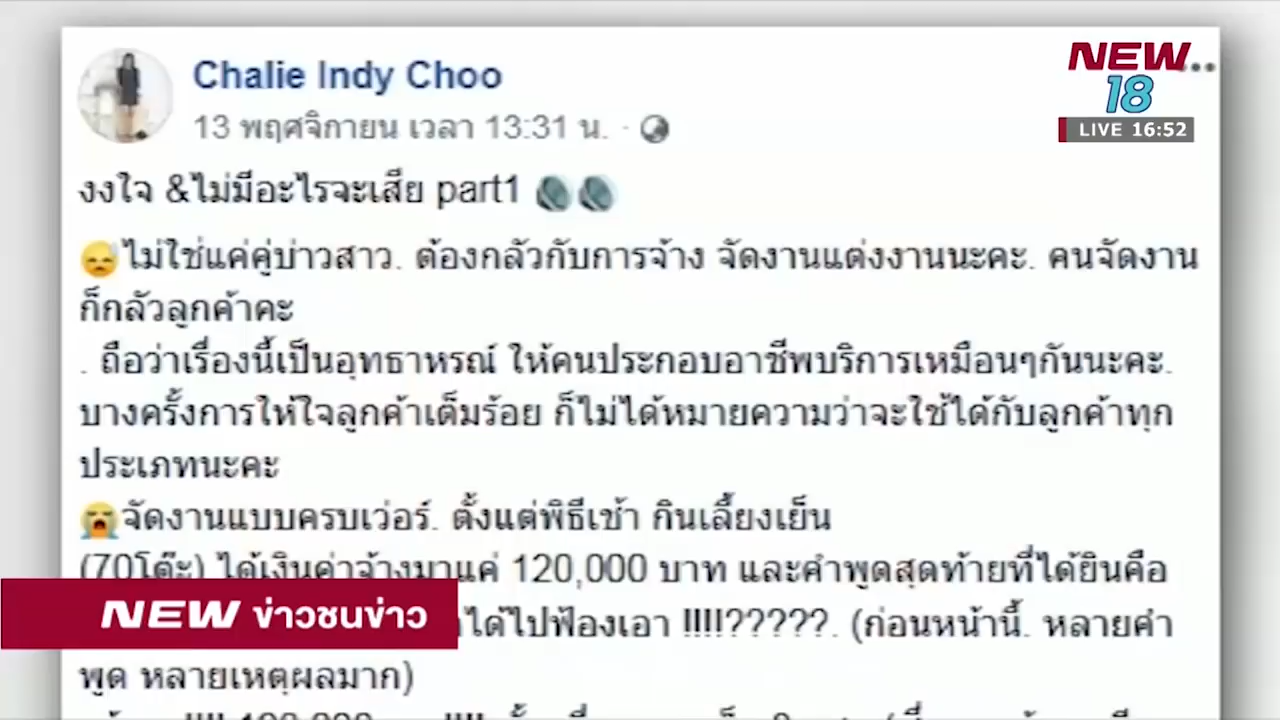 Chalie Indy Choo
13 พฤศจิกายน เวลา 13:31 น.
NEW
18
LIVE 16:52
งงใจ &ไม่มีอะไรจะเสีย part1
ไม่ใช่แค่คู่บ่าวสาว. ต้องกลัวกับการจ้าง จัดงานแต่งงานนะคะ. คนจัดงาน
ก็กลัวลูกค้าคะ
. ถือว่าเรื่องนี้เป็นอุทธาหรณ์ ให้คนประกอบอาชีพบริการเหมือนๆกันนะคะ.
บางครั้งการให้ใจลูกค้าเต็มร้อย ก็ไม่ได้หมายความว่าจะใช้ได้กับลูกค้าทุก
ประเภทนะคะ
จัดงานแบบครบเว่อร์. ตั้งแต่พิธีเช้า กินเลี้ยงเย็น
(70โต๊ะ) ได้เงินค่าจ้างมาแค่ 120,000 บาท และคำพูดสุดท้ายที่ได้ยินคือ
ได้ไปฟ้องเอา !!!!?????. (ก่อนหน้านี้. หลายคำ
พูด หลายเหตุผลมาก)
NEW ข่าวชนข่าว